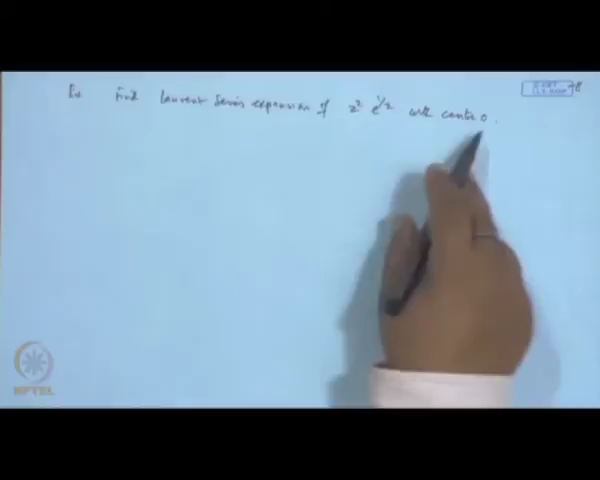 Ex Find Laurent Series expansion of z² e^{1/z} with centre 0.
NPTEL